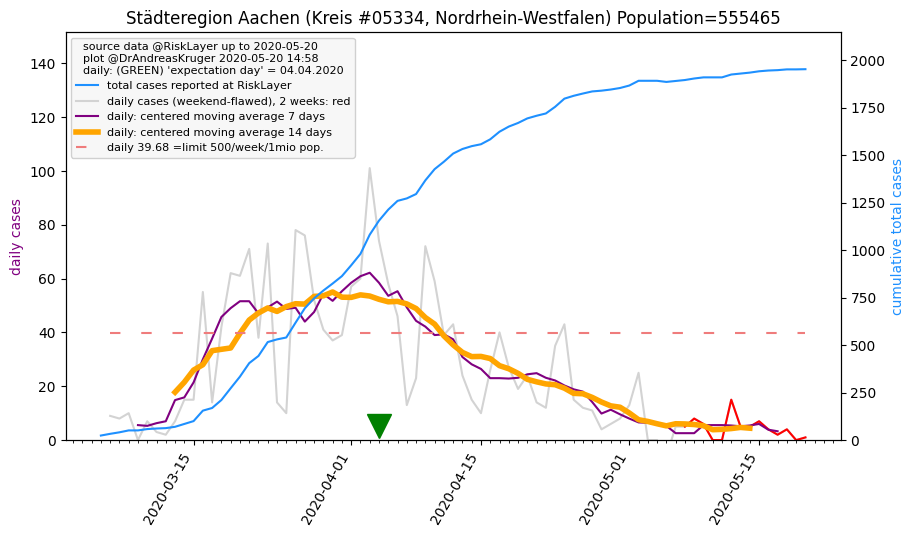 Städteregion Aachen (Kreis #05334, Nordrhein-Westfalen) Population=555465
source data @RiskLayer up to 2020-05-20
plot @DrAndreasKruger 2020-05-20 14:58
daily: (GREEN) 'expectation day' = 04.04.2020
total cases reported at RiskLayer
daily cases (weekend-flawed), 2 weeks: red
daily: centered moving average 7 days
daily: centered moving average 14 days
daily 39.68 =limit 500/week/1mio pop.
daily cases
140
120
100
80
60
40
20
0
2000
1750
1500
1250
1000
750
500
250
0
cumulative total cases
2020-03-15
2020-04-01
2020-04-15
2020-05-01
2020-05-15